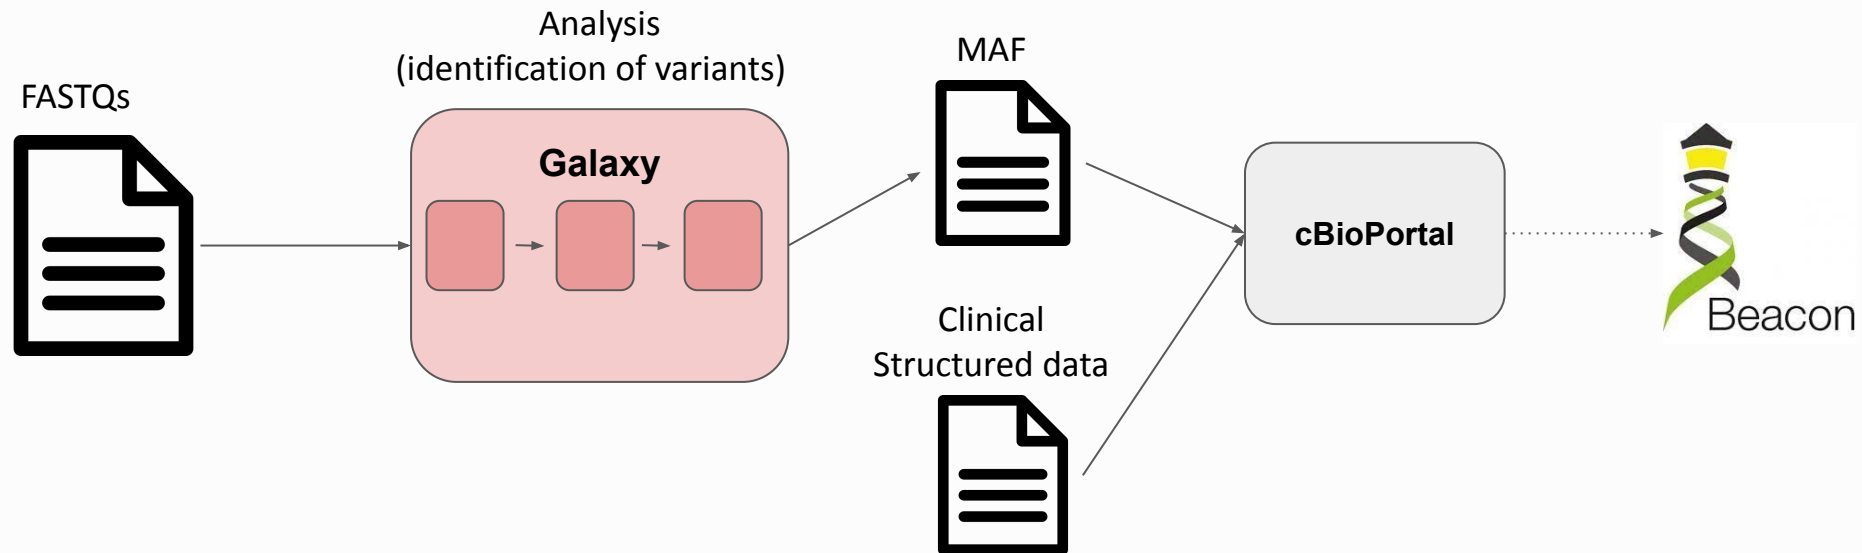 FASTQs
Analysis
(identification of variants)
Galaxy
MAF
Clinical
Structured data
cBioPortal
Beacon